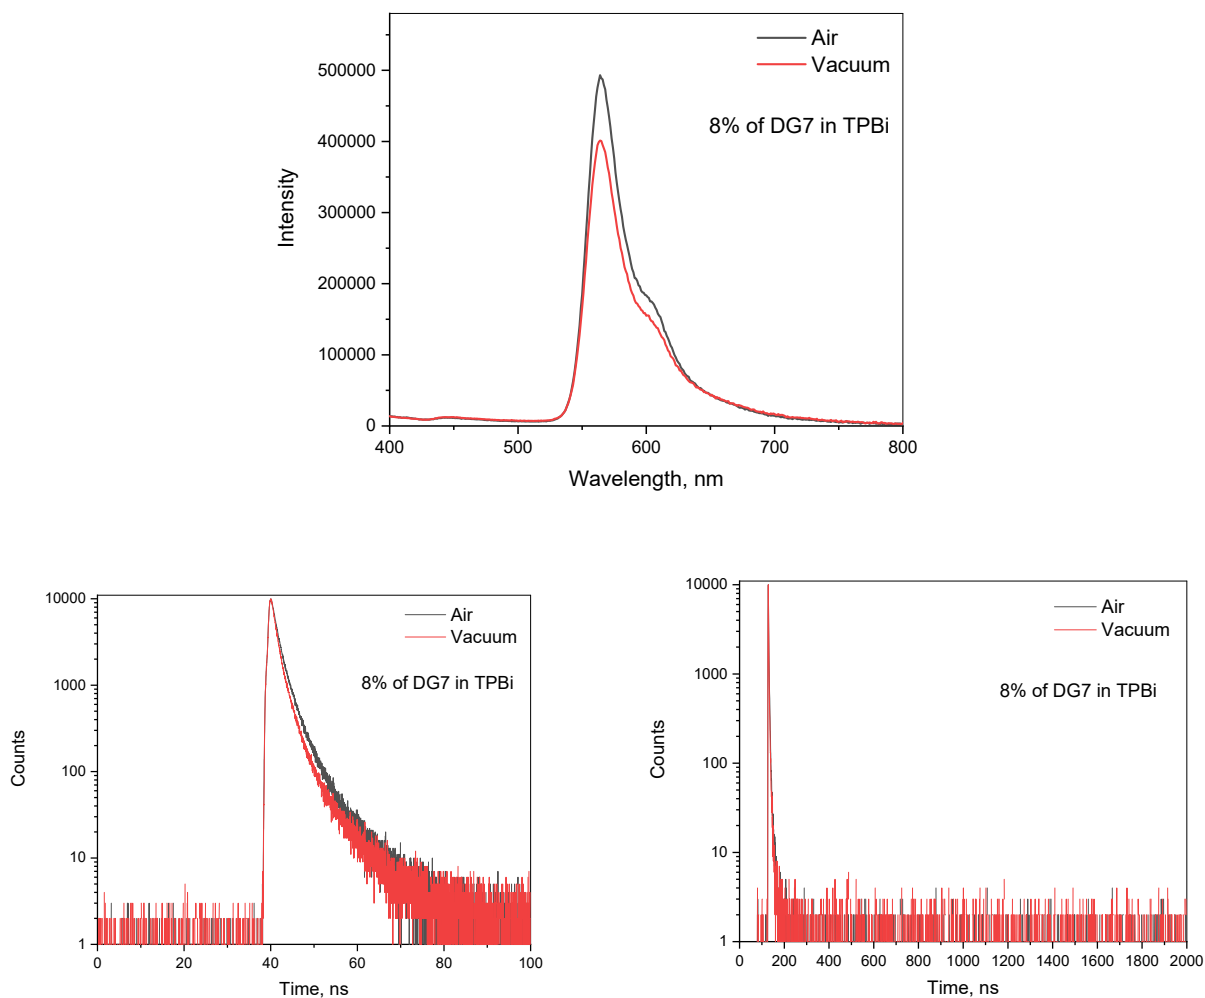 Air
Vacuum
8% of DG7 in TPBi
Intensity
500000
400000
300000
200000
100000
0
400
500
600
700
800
Wavelength, nm
Air
Vacuum
8% of DG7 in TPBi
Counts
10000
1000
100
10
1
0
20
40
60
80
100
Time, ns
Air
Vacuum
8% of DG7 in TPBi
Counts
10000
1000
100
10
1
0
200
400
600
800
1000
1200
1400
1600
1800
2000
Time, ns